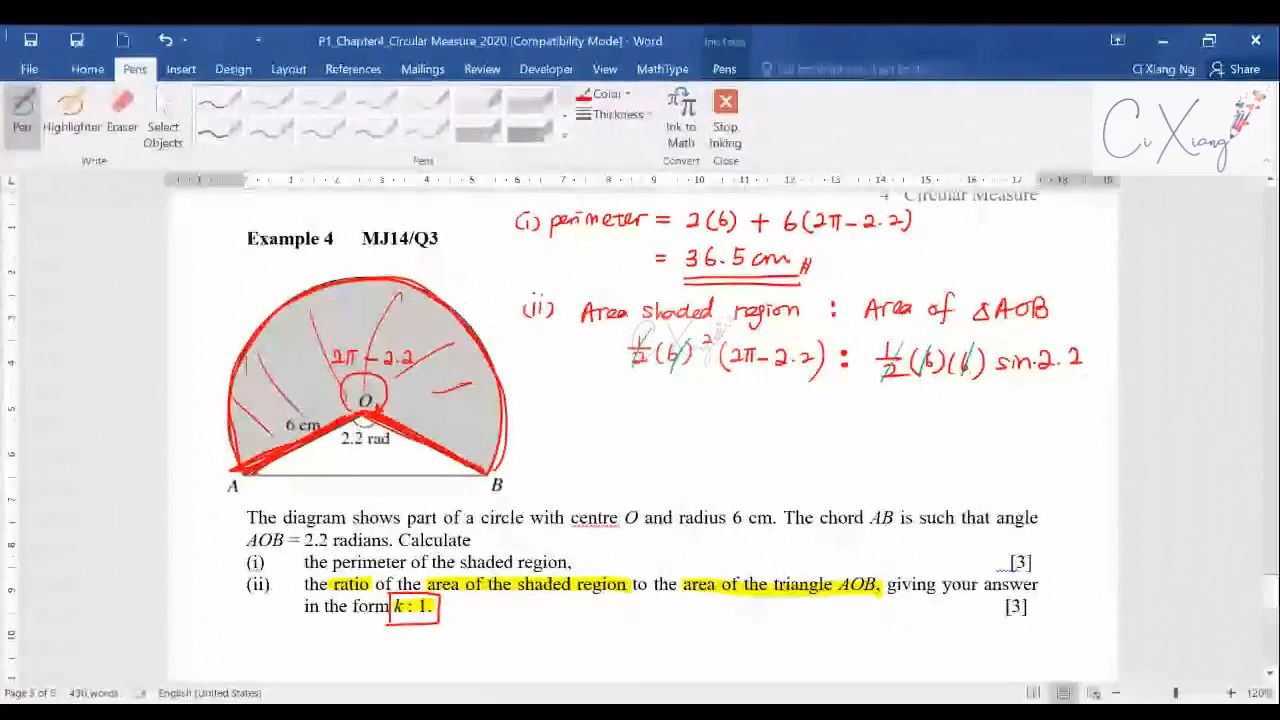 P1_Chapter4_Circular Measure_2020 [Compatibility Mode] - Word
File Home Pens Insert Design Layout References Mailings Review Developer View MathType Pens Ci Xiang Ng Share
Pen Highlighter Eraser Select Objects
Color
Thickness
Ink to Math
Stop Inking
Write Pens Convert Close
Ci Xiang
4 Circular Measure
Example 4 MJ14/Q3
(i) perimeter = 2(6) + 6(2π-2.2)
= 36.5 cm
(ii) Area shaded region : Area of △AOB
½(6)²(2π-2.2) : ½(6)(6) sin 2.2
2π - 2.2
O
6 cm
2.2 rad
A B
The diagram shows part of a circle with centre O and radius 6 cm. The chord AB is such that angle
AOB = 2.2 radians. Calculate
(i) the perimeter of the shaded region, [3]
(ii) the ratio of the area of the shaded region to the area of the triangle AOB, giving your answer
in the form k : 1. [3]
430 words English (United States) 120%